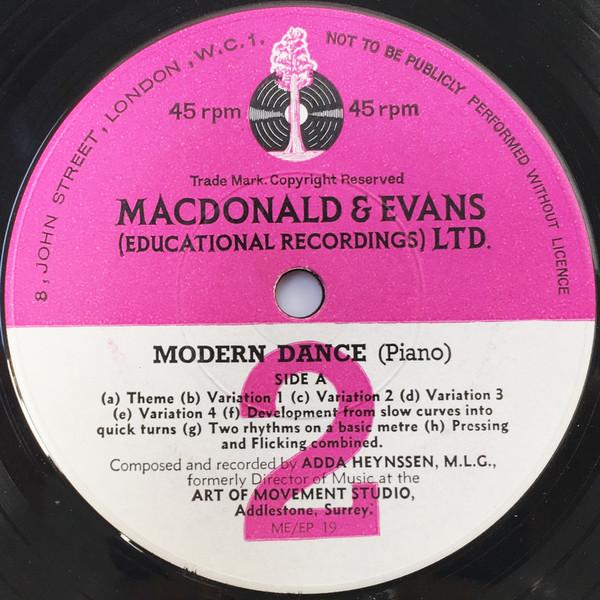 8, JOHN STREET, LONDON, W.C.1.
NOT TO BE PUBLICLY PERFORMED WITHOUT LICENCE
45 rpm 45 rpm
Trade Mark. Copyright Reserved
MACDONALD & EVANS
(EDUCATIONAL RECORDINGS) LTD.
MODERN DANCE (Piano)
SIDE A
(a) Theme (b) Variation 1 (c) Variation 2 (d) Variation 3
(e) Variation 4 (f) Development from slow curves into
quick turns (g) Two rhythms on a basic metre (h) Pressing
and Flicking combined.
Composed and recorded by ADDA HEYNSSEN, M.L.G.,
formerly Director of Music at the
ART OF MOVEMENT STUDIO,
Addlestone, Surrey.
ME/EP 19
2